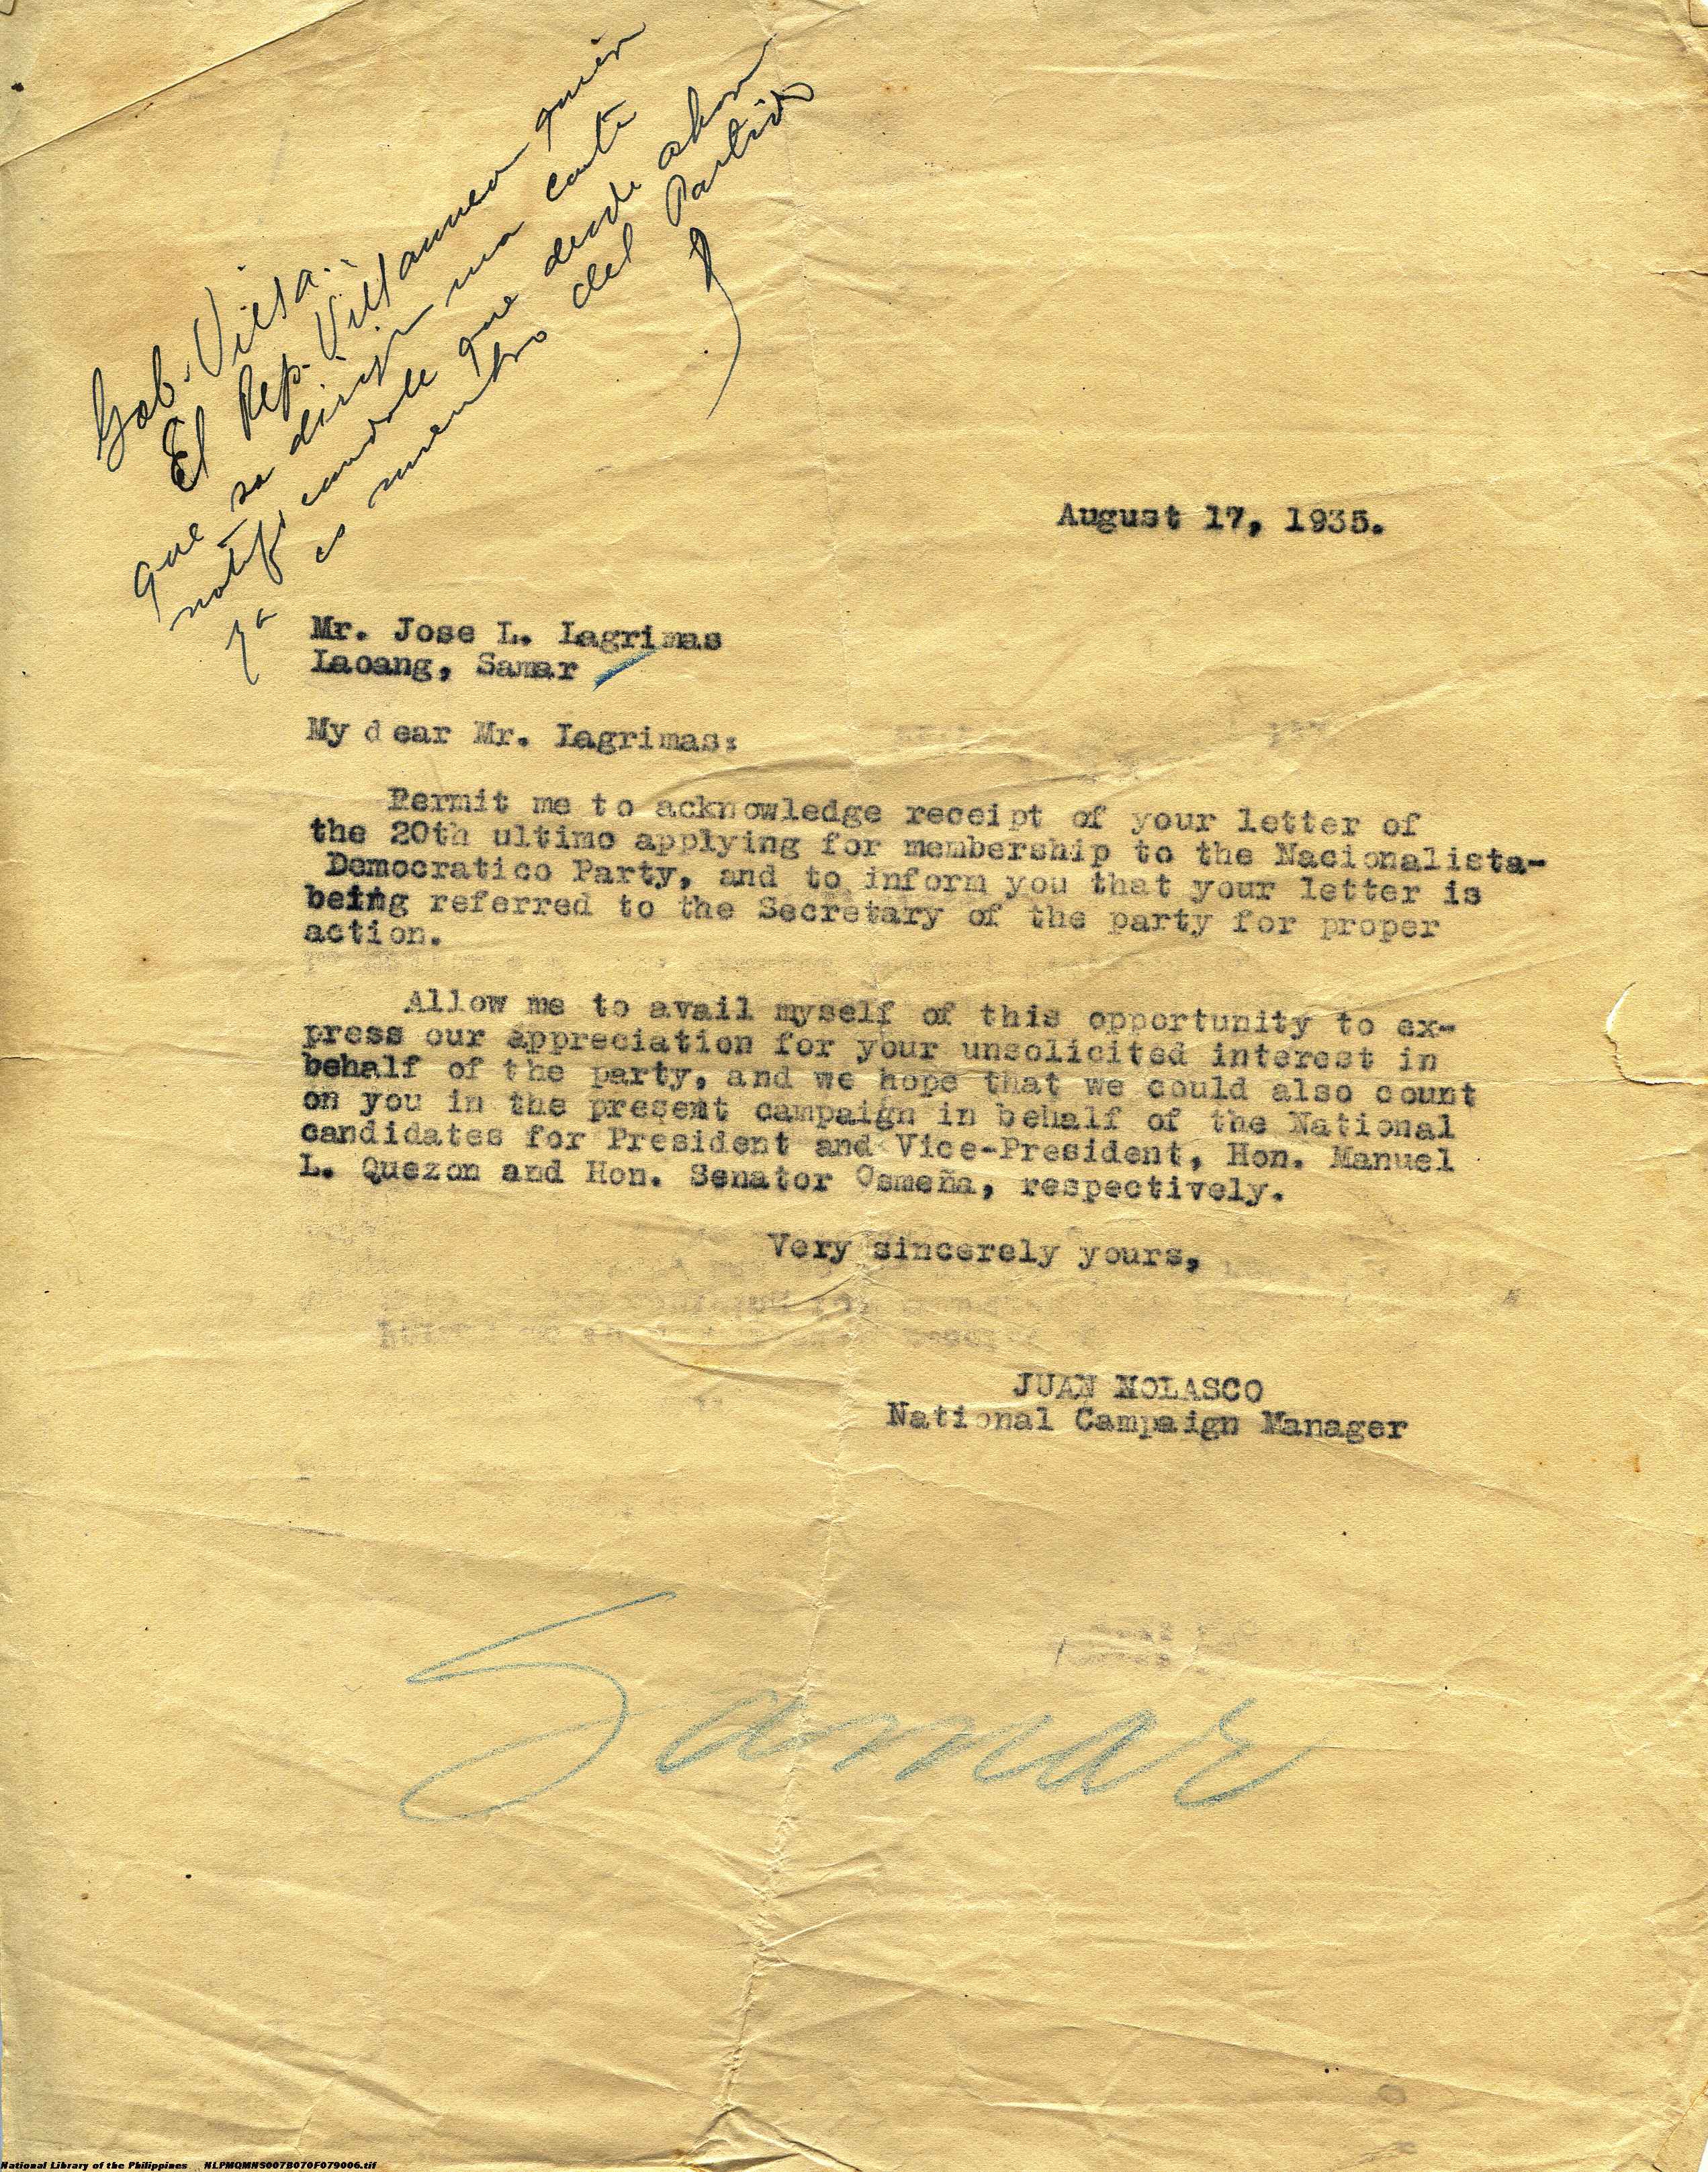 Gob. Villa:
El Rep. Villanueva quier
que se dirija una carta
notificandole que desde ahora
ya es miembro del Partido
August 17, 1935.
Mr. Jose L. Lagrimas
Laoang, Samar
My dear Mr. Lagrimas:
Permit me to acknowledge receipt of your letter of
the 20th ultimo applying for membership to the Nacionalista-
Democratico Party, and to inform you that your letter is
being referred to the Secretary of the party for proper
action.
Allow me to avail myself of this opportunity to ex-
press our appreciation for your unsolicited interest in
behalf of the party, and we hope that we could also count
on you in the present campaign in behalf of the National
candidates for President and Vice-President, Hon. Manuel
L. Quezon and Hon. Senator Osmeña, respectively.
Very sincerely yours,
JUAN NOLASCO
National Campaign Manager
Samar
National Library of the Philippines NLPMQMNS007B070F079006.tif